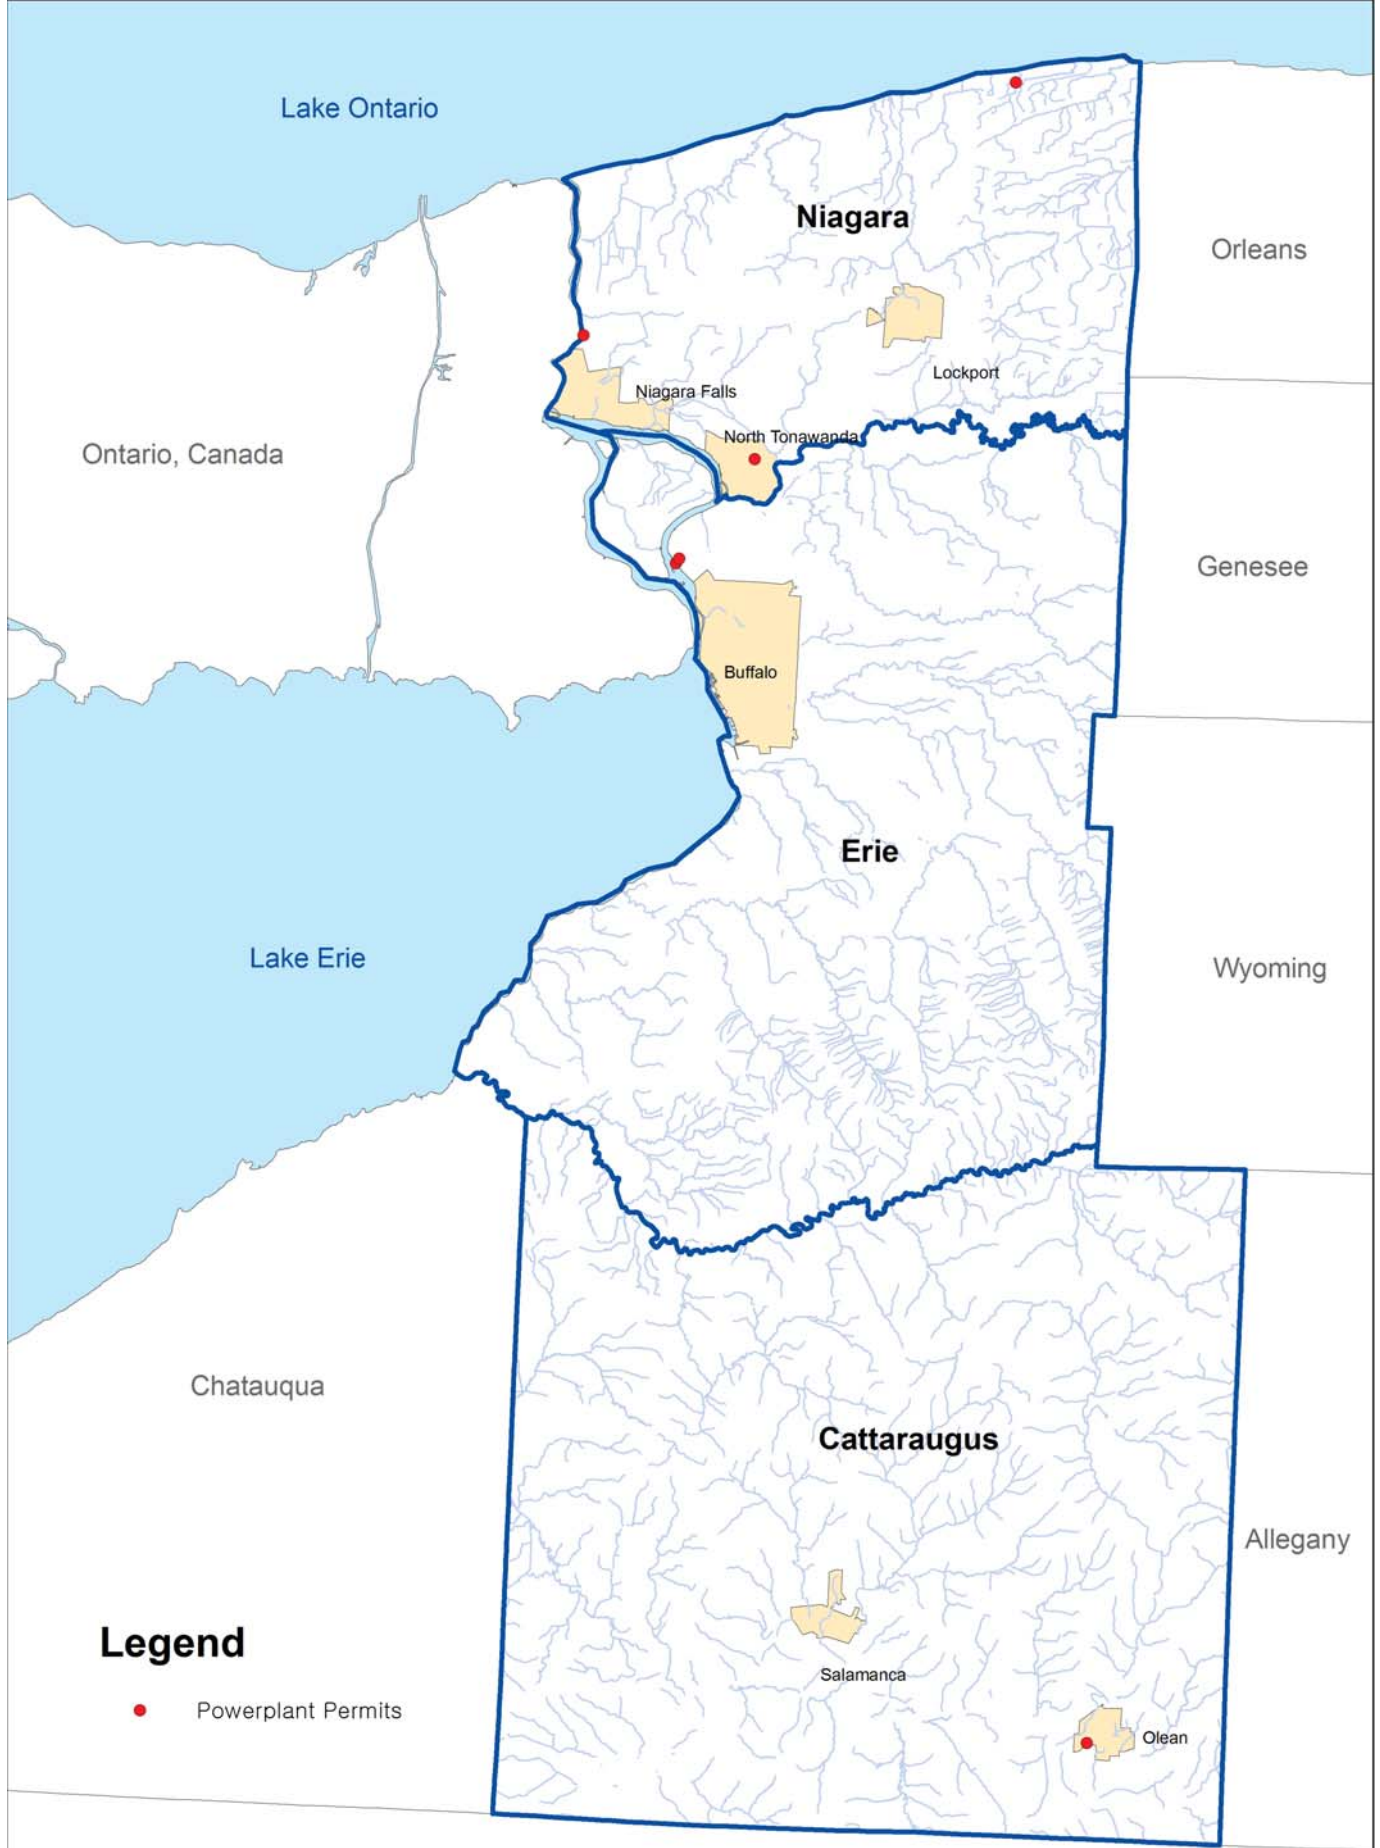 Lake Ontario
Niagara
Orleans
Lockport
Niagara Falls
North Tonawanda
Ontario, Canada
Genesee
Buffalo
Erie
Lake Erie
Wyoming
Chatauqua
Cattaraugus
Allegany
Legend
Salamanca
Powerplant Permits
Olean